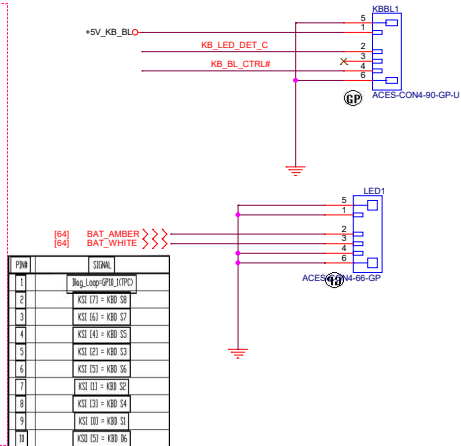 KBBL1
5
1
+5V_KB_BL
KB_LED_DET_C
2
3
KB_BL_CTRL#
4
6
GP
ACES-CON4-90-GP-U
LED1
5
1
[64] BAT_AMBER
2
[64] BAT_WHITE
3
4
6
ACES-CON4-66-GP
PIN# SIGNAL
1 Diag_Loop=GPIO_1(TPC)
2 KSI [7] = KBD S8
3 KSI [6] = KBD S7
4 KSI [4] = KBD S5
5 KSI [2] = KBD S3
6 KSI [5] = KBD S6
7 KSI [1] = KBD S2
8 KSI [3] = KBD S4
9 KSI [0] = KBD S1
10 KSO [5] = KBD D6